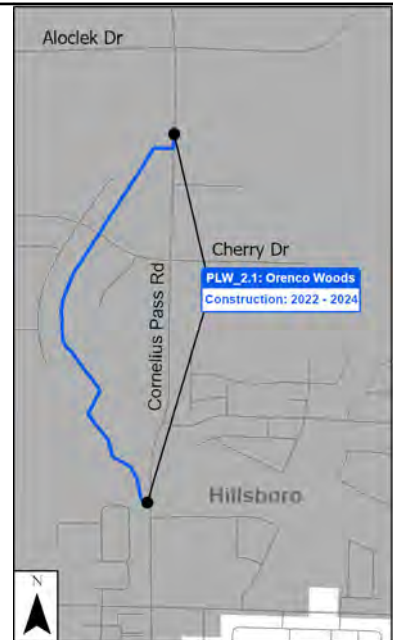 Aloclek Dr
Cherry Dr
PLW_2.1: Orenco Woods
Construction: 2022 - 2024
Cornelius Pass Rd
Hillsboro
N